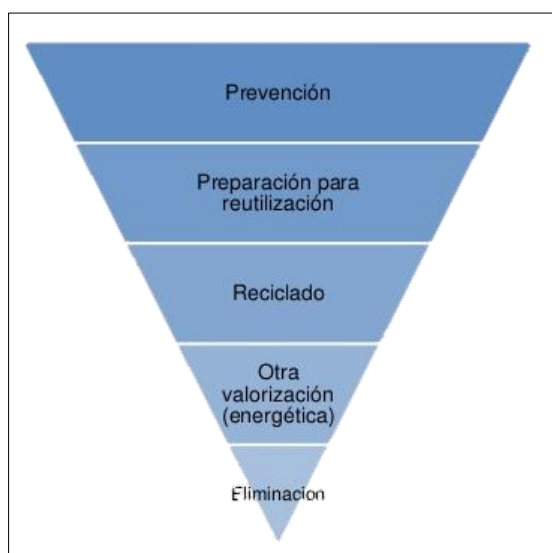 Prevención
Preparación para
reutilización
Reciclado
Otra
valorización
(energética)
Eliminacion